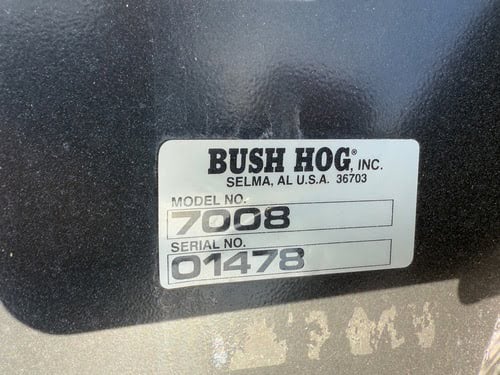 BUSH HOG®, INC.
SELMA, AL U.S.A. 36703
MODEL NO.
7008
SERIAL NO.
01478